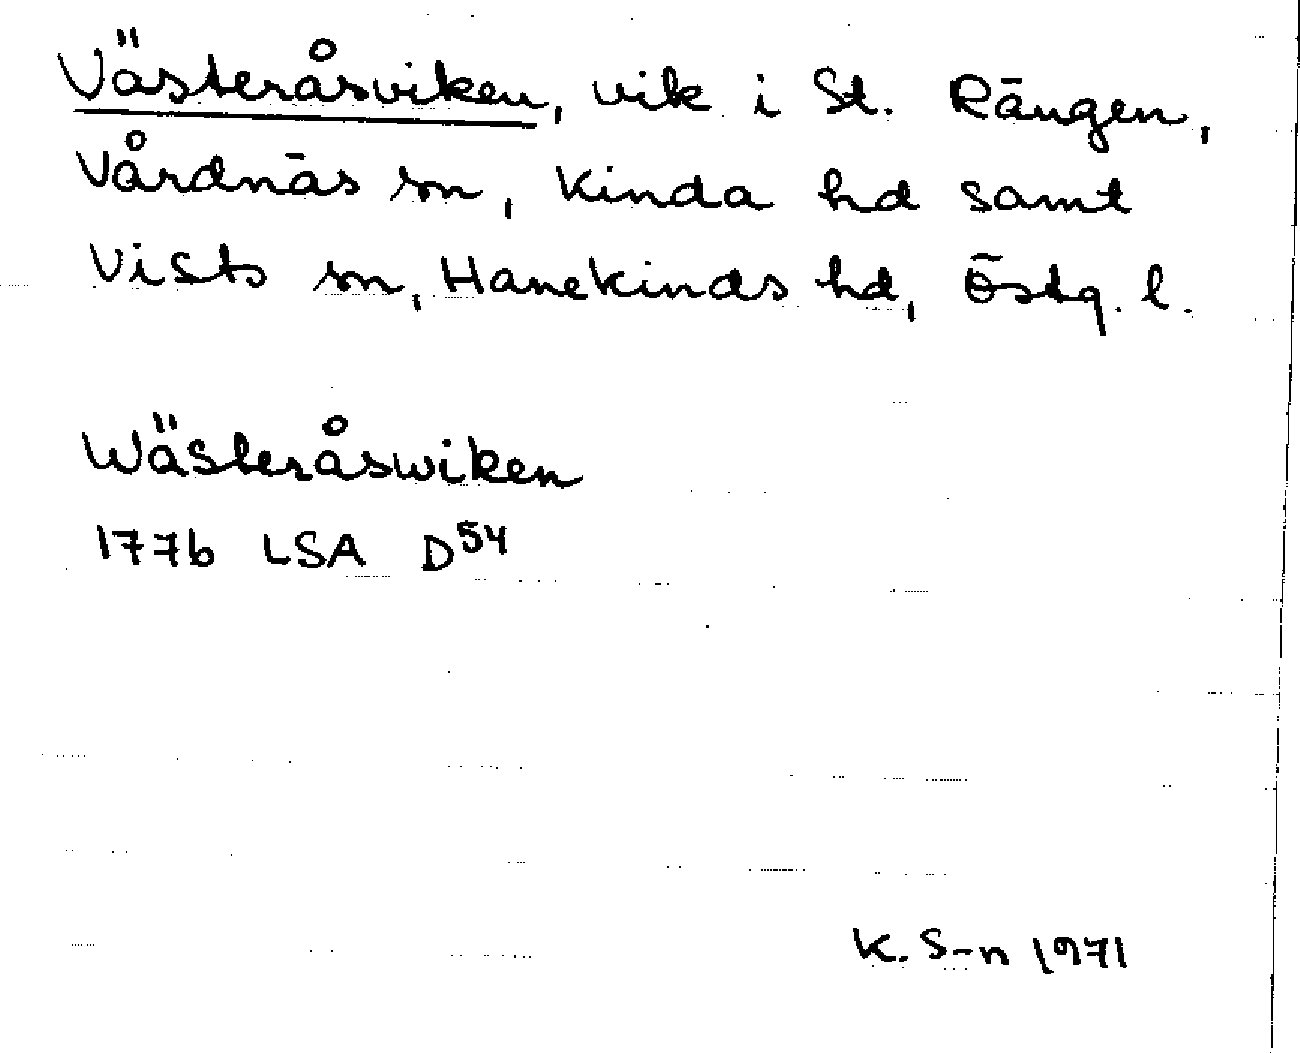 Västeråsviken, vik i St. Rängen,
Vårdnäs sn, Kinda hd samt
Vists sn, Hanekinds hd, Östg. l.
Wästeråswiken
1776 LSA D54
K. S-n 1971